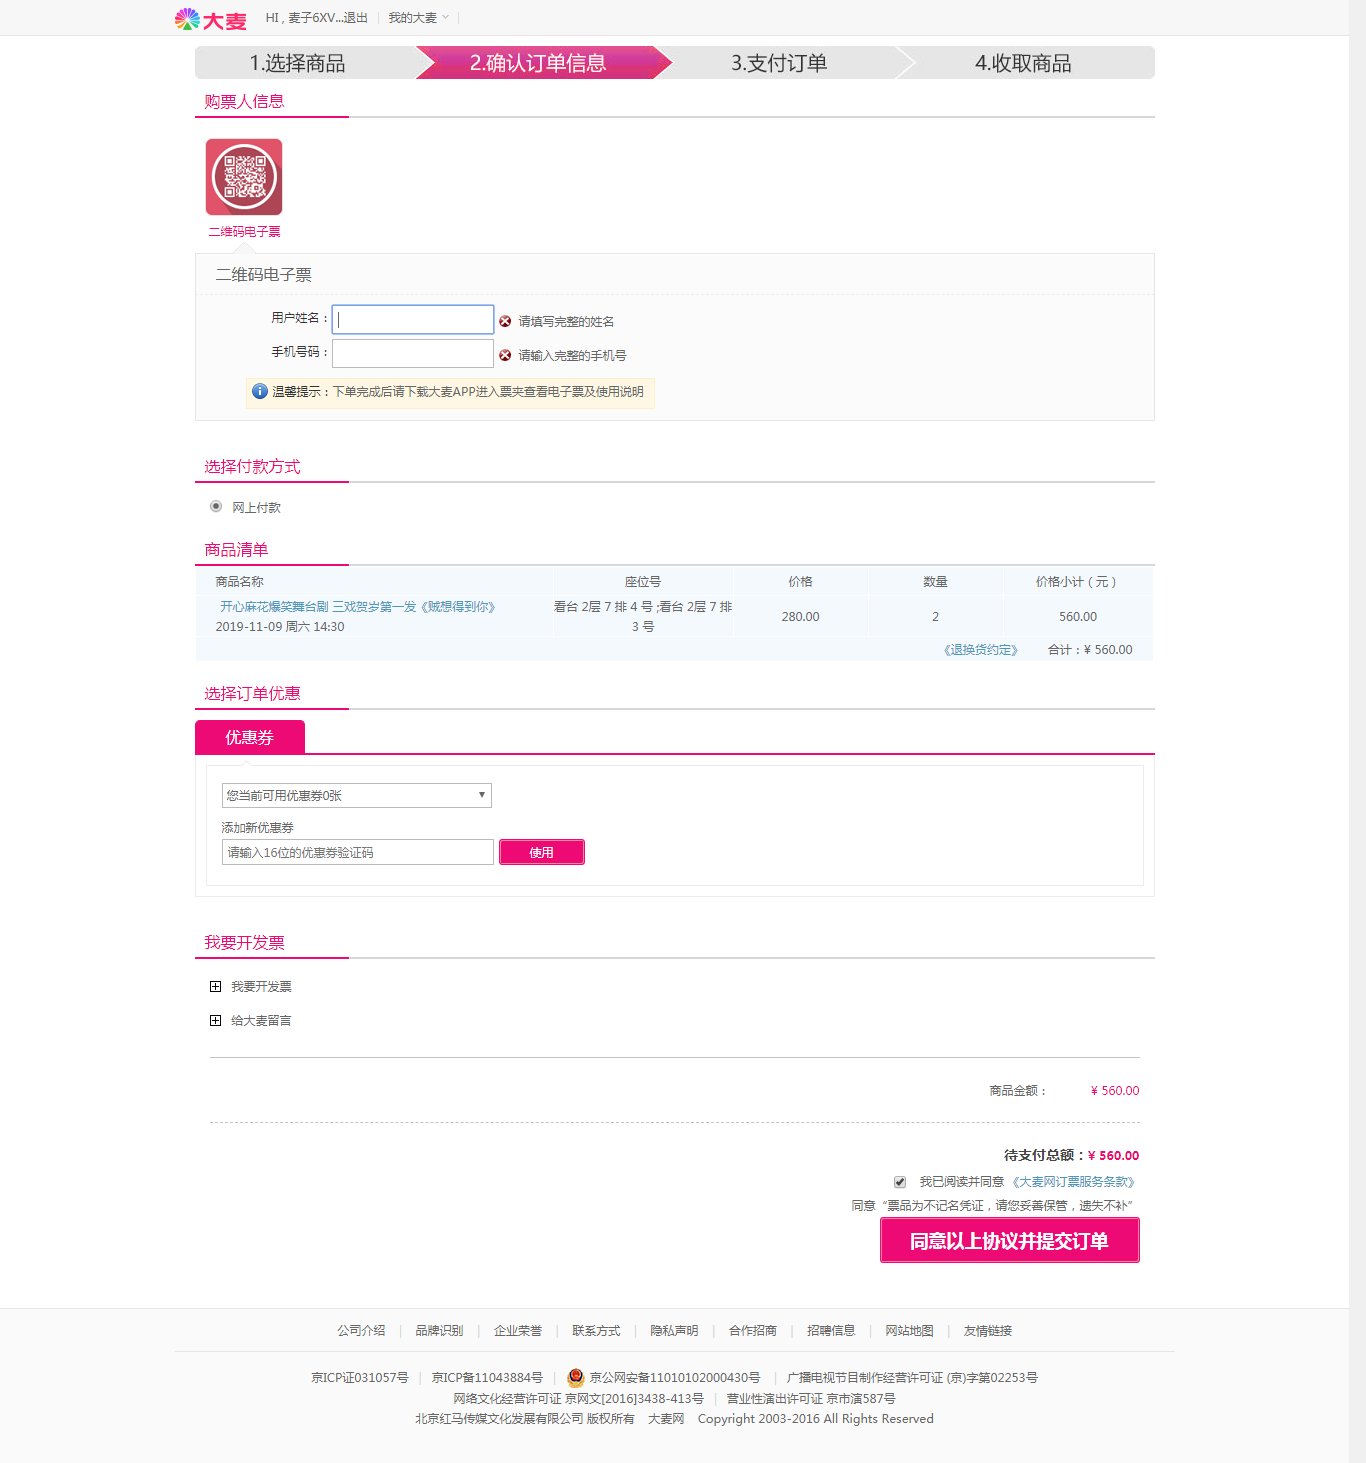 大麦 HI , 麦子6XV...退出 我的大麦
1.选择商品 2.确认订单信息 3.支付订单 4.收取商品
购票人信息
二维码电子票
二维码电子票
用户姓名： 请填写完整的姓名
手机号码： 请输入完整的手机号
温馨提示：下单完成后请下载大麦APP进入票夹查看电子票及使用说明
选择付款方式
网上付款
商品清单
商品名称 座位号 价格 数量 价格小计（元）
开心麻花爆笑舞台剧 三戏贺岁第一发《贼想得到你》
2019-11-09 周六 14:30
看台 2层 7 排 4 号 ;看台 2层 7 排
3 号
280.00 2 560.00
《退换货约定》 合计：¥ 560.00
选择订单优惠
优惠券
您当前可用优惠券0张
添加新优惠券
请输入16位的优惠券验证码 使用
我要开发票
我要开发票
给大麦留言
商品金额： ¥ 560.00
待支付总额：¥ 560.00
我已阅读并同意 《大麦网订票服务条款》
同意“票品为不记名凭证，请您妥善保管，遗失不补”
同意以上协议并提交订单
公司介绍 | 品牌识别 | 企业荣誉 | 联系方式 | 隐私声明 | 合作招商 | 招聘信息 | 网站地图 | 友情链接
京ICP证031057号 | 京ICP备11043884号 | 京公网安备11010102000430号 | 广播电视节目制作经营许可证 (京)字第02253号
网络文化经营许可证 京网文[2016]3438-413号 | 营业性演出许可证 京市演587号
北京红马传媒文化发展有限公司 版权所有 大麦网 Copyright 2003-2016 All Rights Reserved